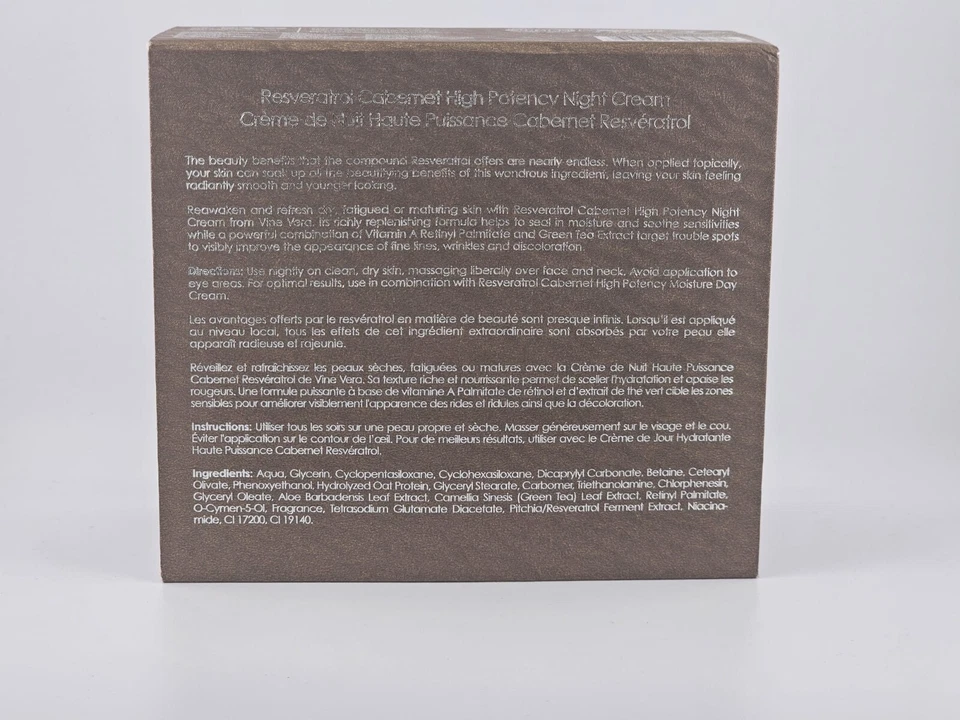 Resveratrol Cabernet High Potency Night Cream
Crème de Nuit Haute Puissance Cabernet Resvératrol
The beauty benefits that the compound Resveratrol offers are nearly endless. When applied topically,
your skin can soak up all the beautifying benefits of this wondrous ingredient, leaving your skin feeling
radiantly smooth and younger looking.
Reawaken and refresh dry, fatigued or maturing skin with Resveratrol Cabernet High Potency Night
Cream from Vine Vera. Its richly replenishing formula helps to seal in moisture and soothe sensitivities
while a powerful combination of Vitamin A Retinyl Palmitate and Green Tea Extract target trouble spots
to visibly improve the appearance of fine lines, wrinkles and discoloration.
Directions: Use nightly on clean, dry skin, massaging liberally over face and neck. Avoid application to
eye areas. For optimal results, use in combination with Resveratrol Cabernet High Potency Moisture Day
Cream.
Les avantages offerts par le resvératrol en matière de beauté sont presque infinis. Lorsqu'il est appliqué
au niveau local, tous les effets de cet ingrédient extraordinaire sont absorbés par votre peau elle
apparaît radieuse et rajeunie.
Réveillez et rafraîchissez les peaux sèches, fatiguées ou matures avec la Crème de Nuit Haute Puissance
Cabernet Resvératrol de Vine Vera. Sa texture riche et nourrissante permet de sceller l'hydratation et apaise les
rougeurs. Une formule puissante à base de vitamine A Palmitate de rétinol et d'extrait de thé vert cible les zones
sensibles pour améliorer visiblement l'apparence des rides et ridules ainsi que la décoloration.
Instructions: Utiliser tous les soirs sur une peau propre et sèche. Masser généreusement sur le visage et le cou.
Éviter l'application sur le contour de l'œil. Pour de meilleurs résultats, utiliser avec le Crème de Jour Hydratante
Haute Puissance Cabernet Resvératrol.
Ingredients: Aqua, Glycerin, Cyclopentasiloxane, Cyclohexasiloxane, Dicaprylyl Carbonate, Betaine, Cetearyl
Olivate, Phenoxyethanol, Hydrolyzed Oat Protein, Glyceryl Stearate, Carbomer, Triethanolamine, Chlorphenesin,
Glyceryl Oleate, Aloe Barbadensis Leaf Extract, Camellia Sinesis (Green Tea) Leaf Extract, Retinyl Palmitate,
O-Cymen-5-Ol, Fragrance, Tetrasodium Glutamate Diacetate, Pitchia/Resveratrol Ferment Extract, Niacina-
mide, CI 17200, CI 19140.